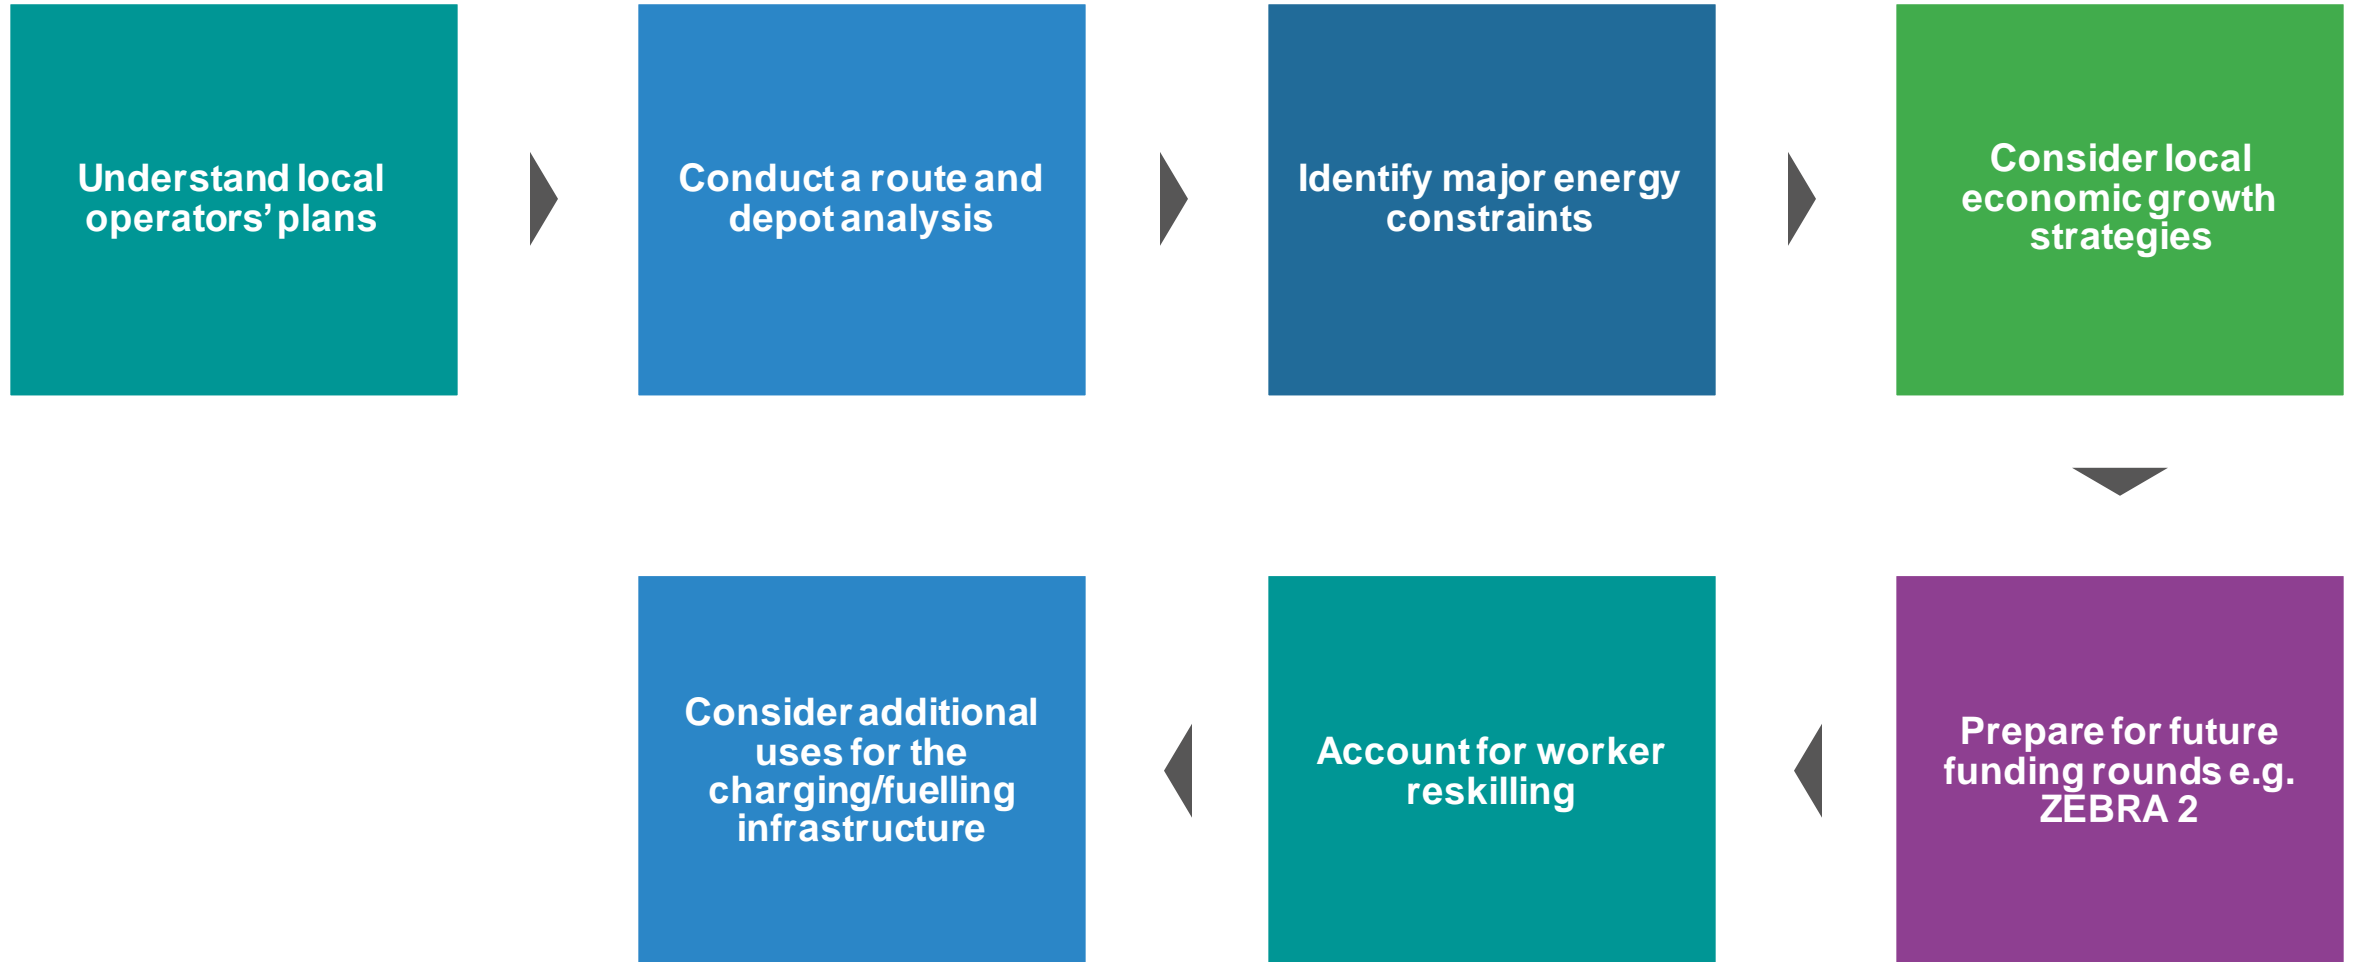 Understand local
operators' plans
Conduct a route and
depot analysis
Identify major energy
constraints
Consider local
economic growth
strategies
Prepare for future
funding rounds e.g.
ZEBRA 2
Account for worker
reskilling
Consider additional
uses for the
charging/fuelling
infrastructure